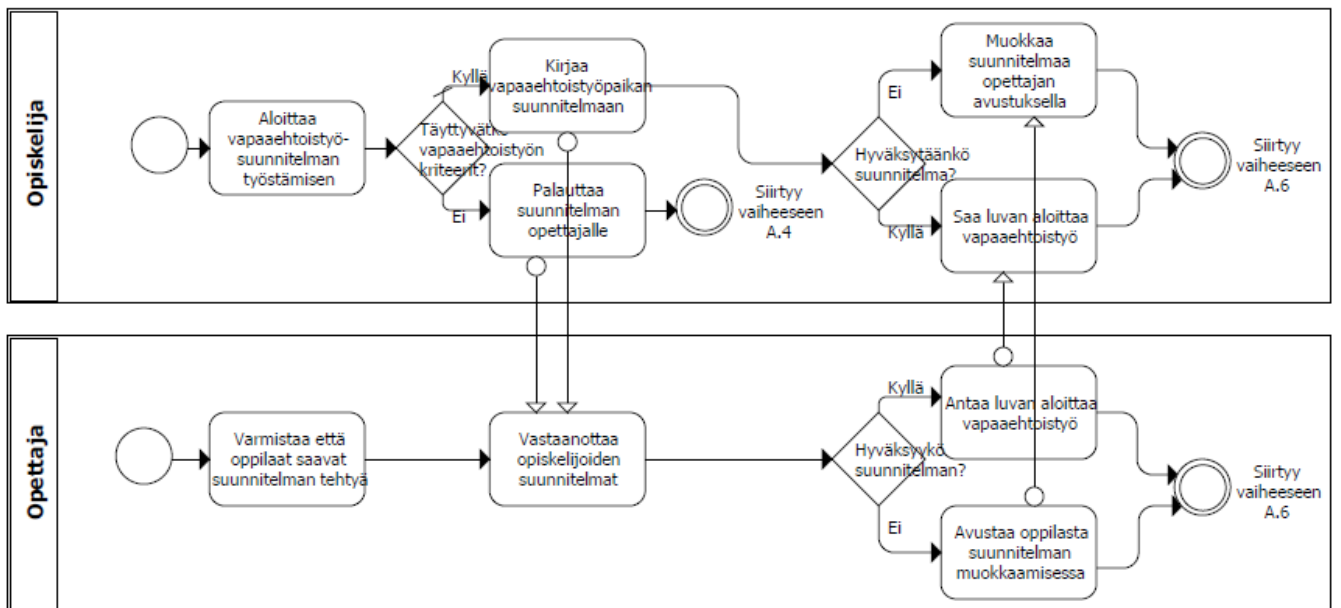 Opiskelija
Aloittaa
vapaaehtoistyö-
suunnitelman
työstämisen
Täyttyvätkö
vapaaehtoistyön
kriteerit?
Kyllä
Kirjaa
vapaaehtoistyöpaikan
suunnitelmaan
Ei
Palauttaa
suunnitelman
opettajalle
Siirtyy
vaiheeseen
A.4
Hyväksytäänkö
suunnitelma?
Ei
Muokkaa
suunnitelmaa
opettajan
avustuksella
Kyllä
Saa luvan aloittaa
vapaaehtoistyö
Siirtyy
vaiheeseen
A.6
Opettaja
Varmistaa että
oppilaat saavat
suunnitelman tehtyä
Vastaanottaa
opiskelijoiden
suunnitelmat
Hyväksyykö
suunnitelman?
Kyllä
Antaa luvan aloittaa
vapaaehtoistyö
Ei
Avustaa oppilasta
suunnitelman
muokkaamisessa
Siirtyy
vaiheeseen
A.6